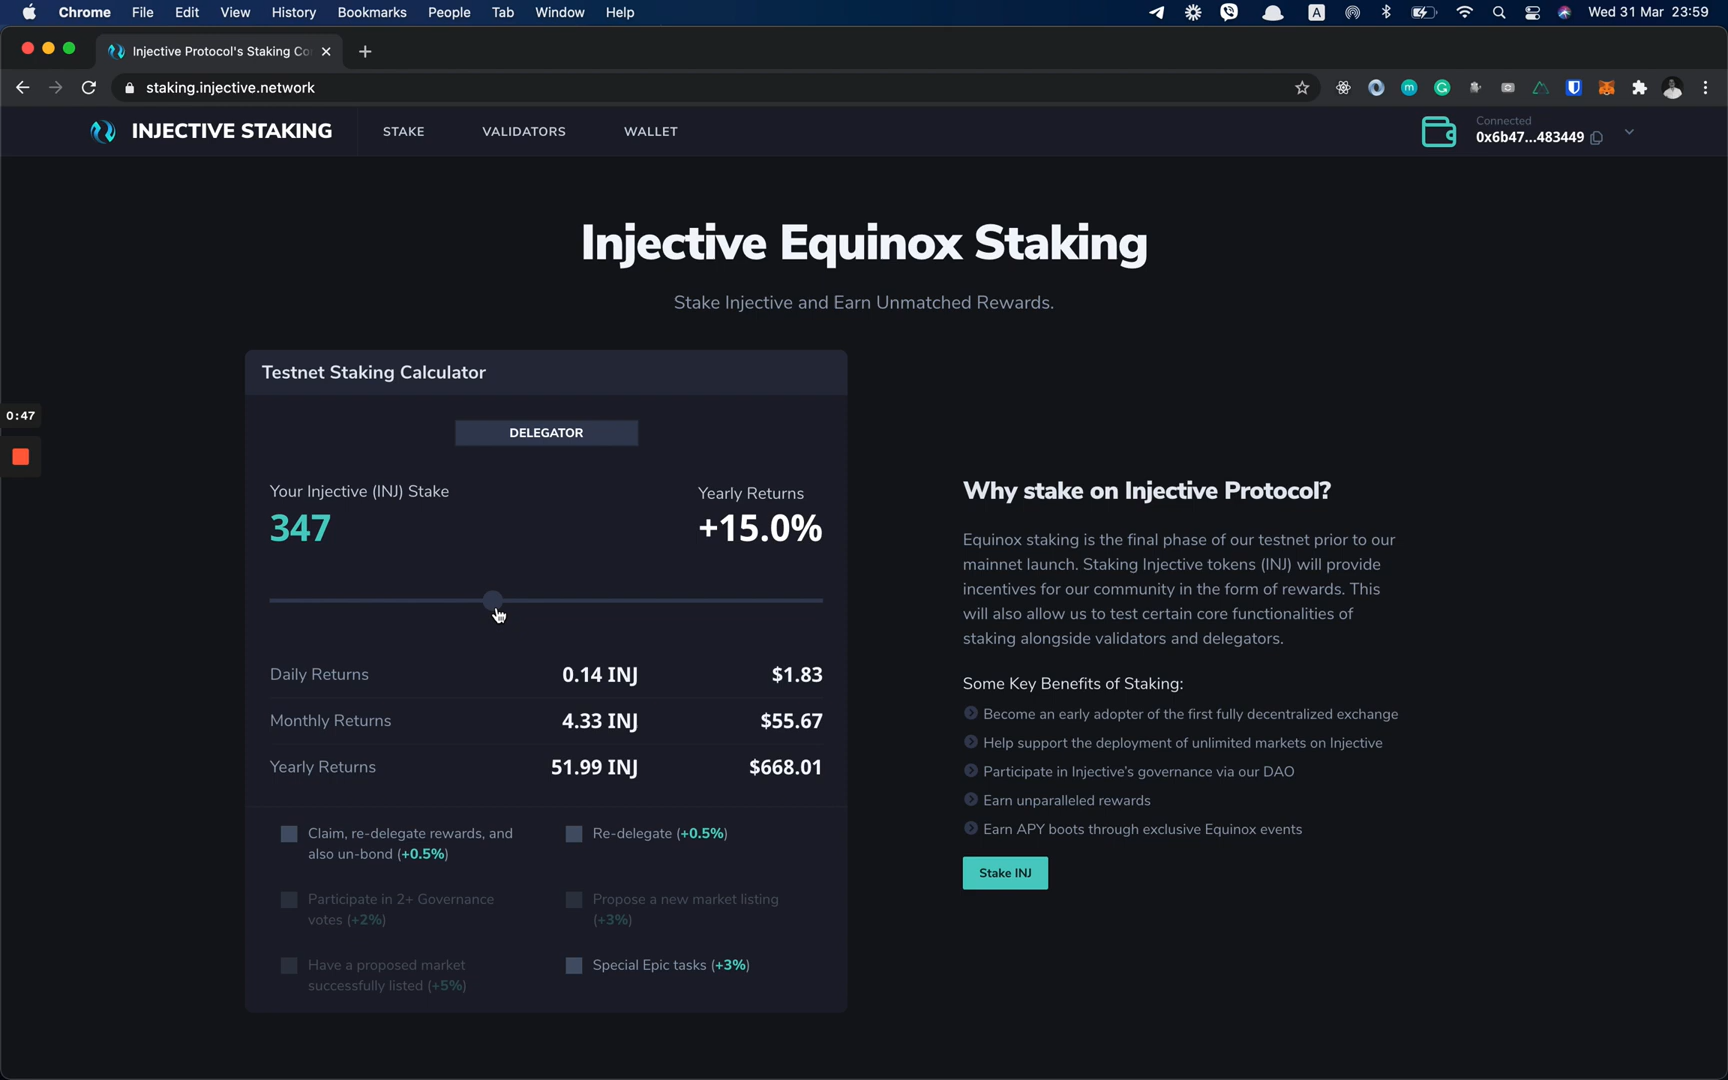 Chrome File Edit View History Bookmarks People Tab Window Help A Wed 31 Mar 23:59
Injective Protocol's Staking Co
staking.injective.network
INJECTIVE STAKING STAKE VALIDATORS WALLET
Connected
0x6b47...483449
Injective Equinox Staking
Stake Injective and Earn Unmatched Rewards.
Testnet Staking Calculator
0:47
DELEGATOR
Your Injective (INJ) Stake
347
Yearly Returns
+15.0%
Daily Returns 0.14 INJ $1.83
Monthly Returns 4.33 INJ $55.67
Yearly Returns 51.99 INJ $668.01
Claim, re-delegate rewards, and
also un-bond (+0.5%)
Re-delegate (+0.5%)
Participate in 2+ Governance
votes (+2%)
Propose a new market listing
(+3%)
Have a proposed market
successfully listed (+5%)
Special Epic tasks (+3%)
Why stake on Injective Protocol?
Equinox staking is the final phase of our testnet prior to our
mainnet launch. Staking Injective tokens (INJ) will provide
incentives for our community in the form of rewards. This
will also allow us to test certain core functionalities of
staking alongside validators and delegators.
Some Key Benefits of Staking:
Become an early adopter of the first fully decentralized exchange
Help support the deployment of unlimited markets on Injective
Participate in Injective's governance via our DAO
Earn unparalleled rewards
Earn APY boots through exclusive Equinox events
Stake INJ